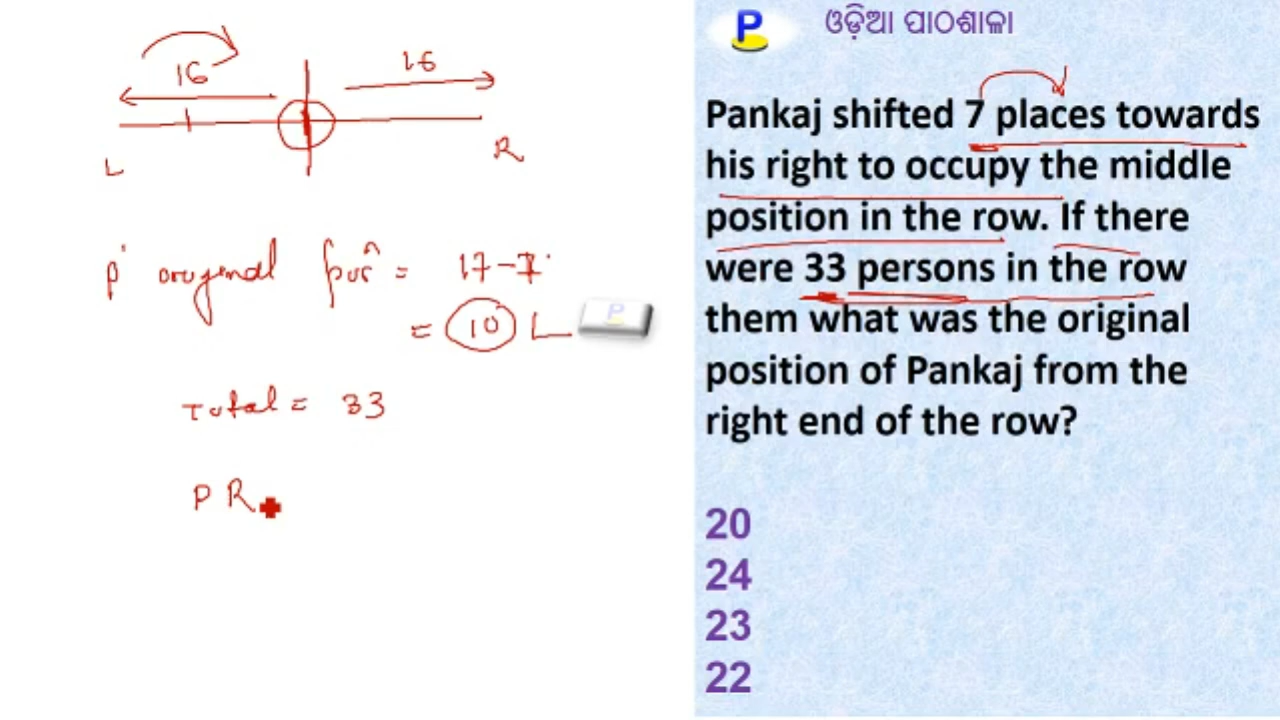 16
16
L
R
P orogenal posn = 17-7
= 10 L
P
Total = 33
P R
P
ଓଡ଼ିଆ ପାଠଶାଳା
Pankaj shifted 7 places towards
his right to occupy the middle
position in the row. If there
were 33 persons in the row
them what was the original
position of Pankaj from the
right end of the row?
20
24
23
22